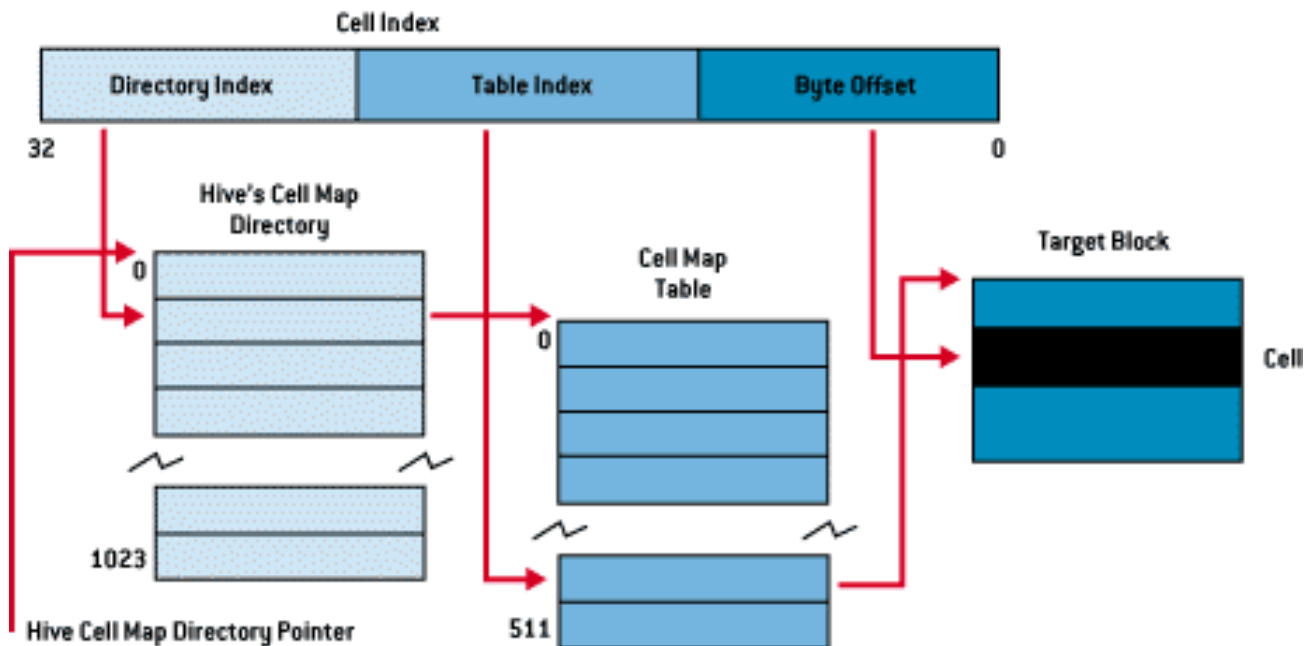 Cell Index
Directory Index
Table Index
Byte Offset
32
0
Hive's Cell Map
Directory
0
1023
Hive Cell Map Directory Pointer
Cell Map
Table
0
511
Target Block
Cell